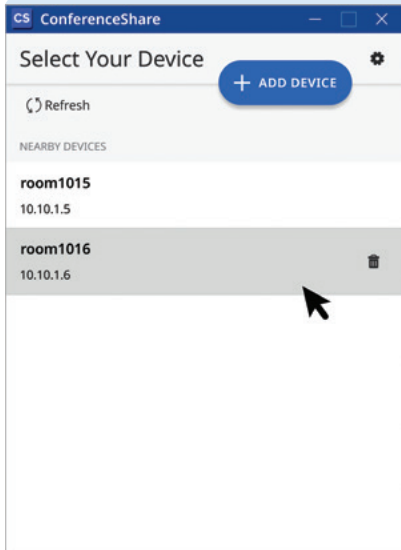 CS ConferenceShare
Select Your Device
+ ADD DEVICE
Refresh
NEARBY DEVICES
room1015
10.10.1.5
room1016
10.10.1.6